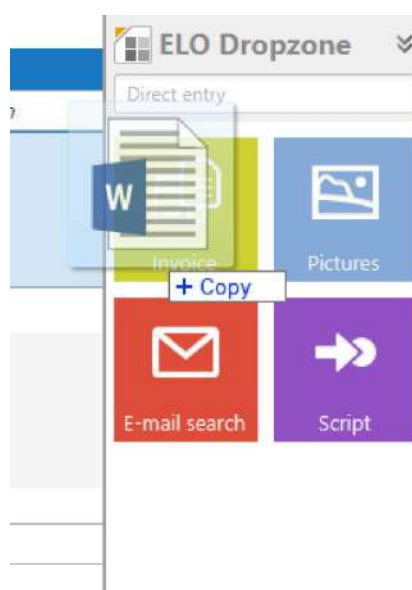 ELO Dropzone
Direct entry
W
Invoice
Pictures
+ Copy
E-mail search
Script